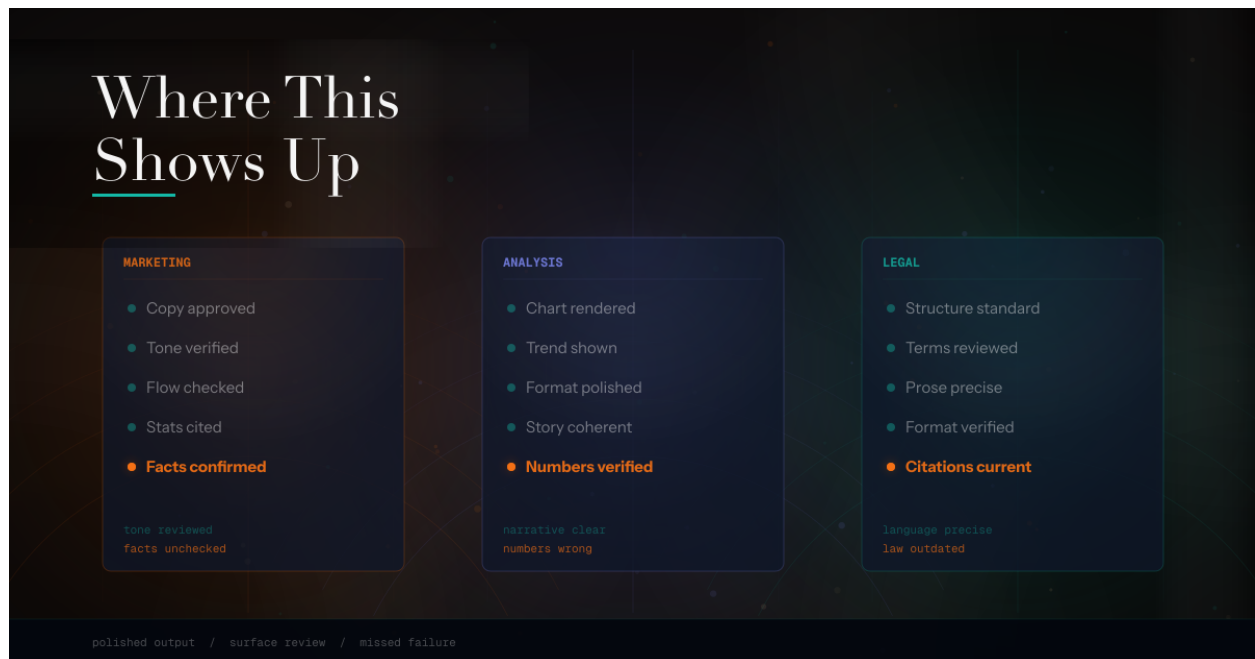 Where This
Shows Up
MARKETING
Copy approved
Tone verified
Flow checked
Stats cited
Facts confirmed
tone reviewed
facts unchecked
ANALYSIS
Chart rendered
Trend shown
Format polished
Story coherent
Numbers verified
narrative clear
numbers wrong
LEGAL
Structure standard
Terms reviewed
Prose precise
Format verified
Citations current
language precise
law outdated
polished output / surface review / missed failure